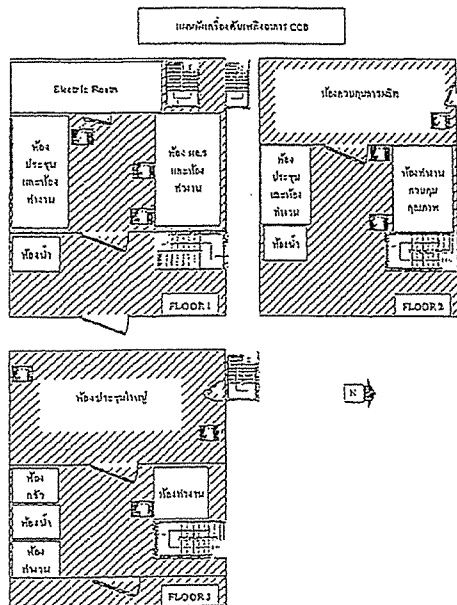 แผนผังเครื่องดับเพลิงอาคาร CCB
Electric Room
ห้อง
ประชุม
และห้อง
ทำงาน
ห้อง
และห้อง
ทำงาน
ห้องน้ำ
FLOOR 1
ห้องควบคุมการผลิต
ห้อง
ประชุม
และห้อง
ทำงาน
ห้องทำงาน
ควบคุม
คุณภาพ
ห้องน้ำ
FLOOR 2
ห้องประชุมใหญ่
ห้อง
ครัว
ห้องน้ำ
ห้อง
ทำงาน
ห้องทำงาน
FLOOR 3
N